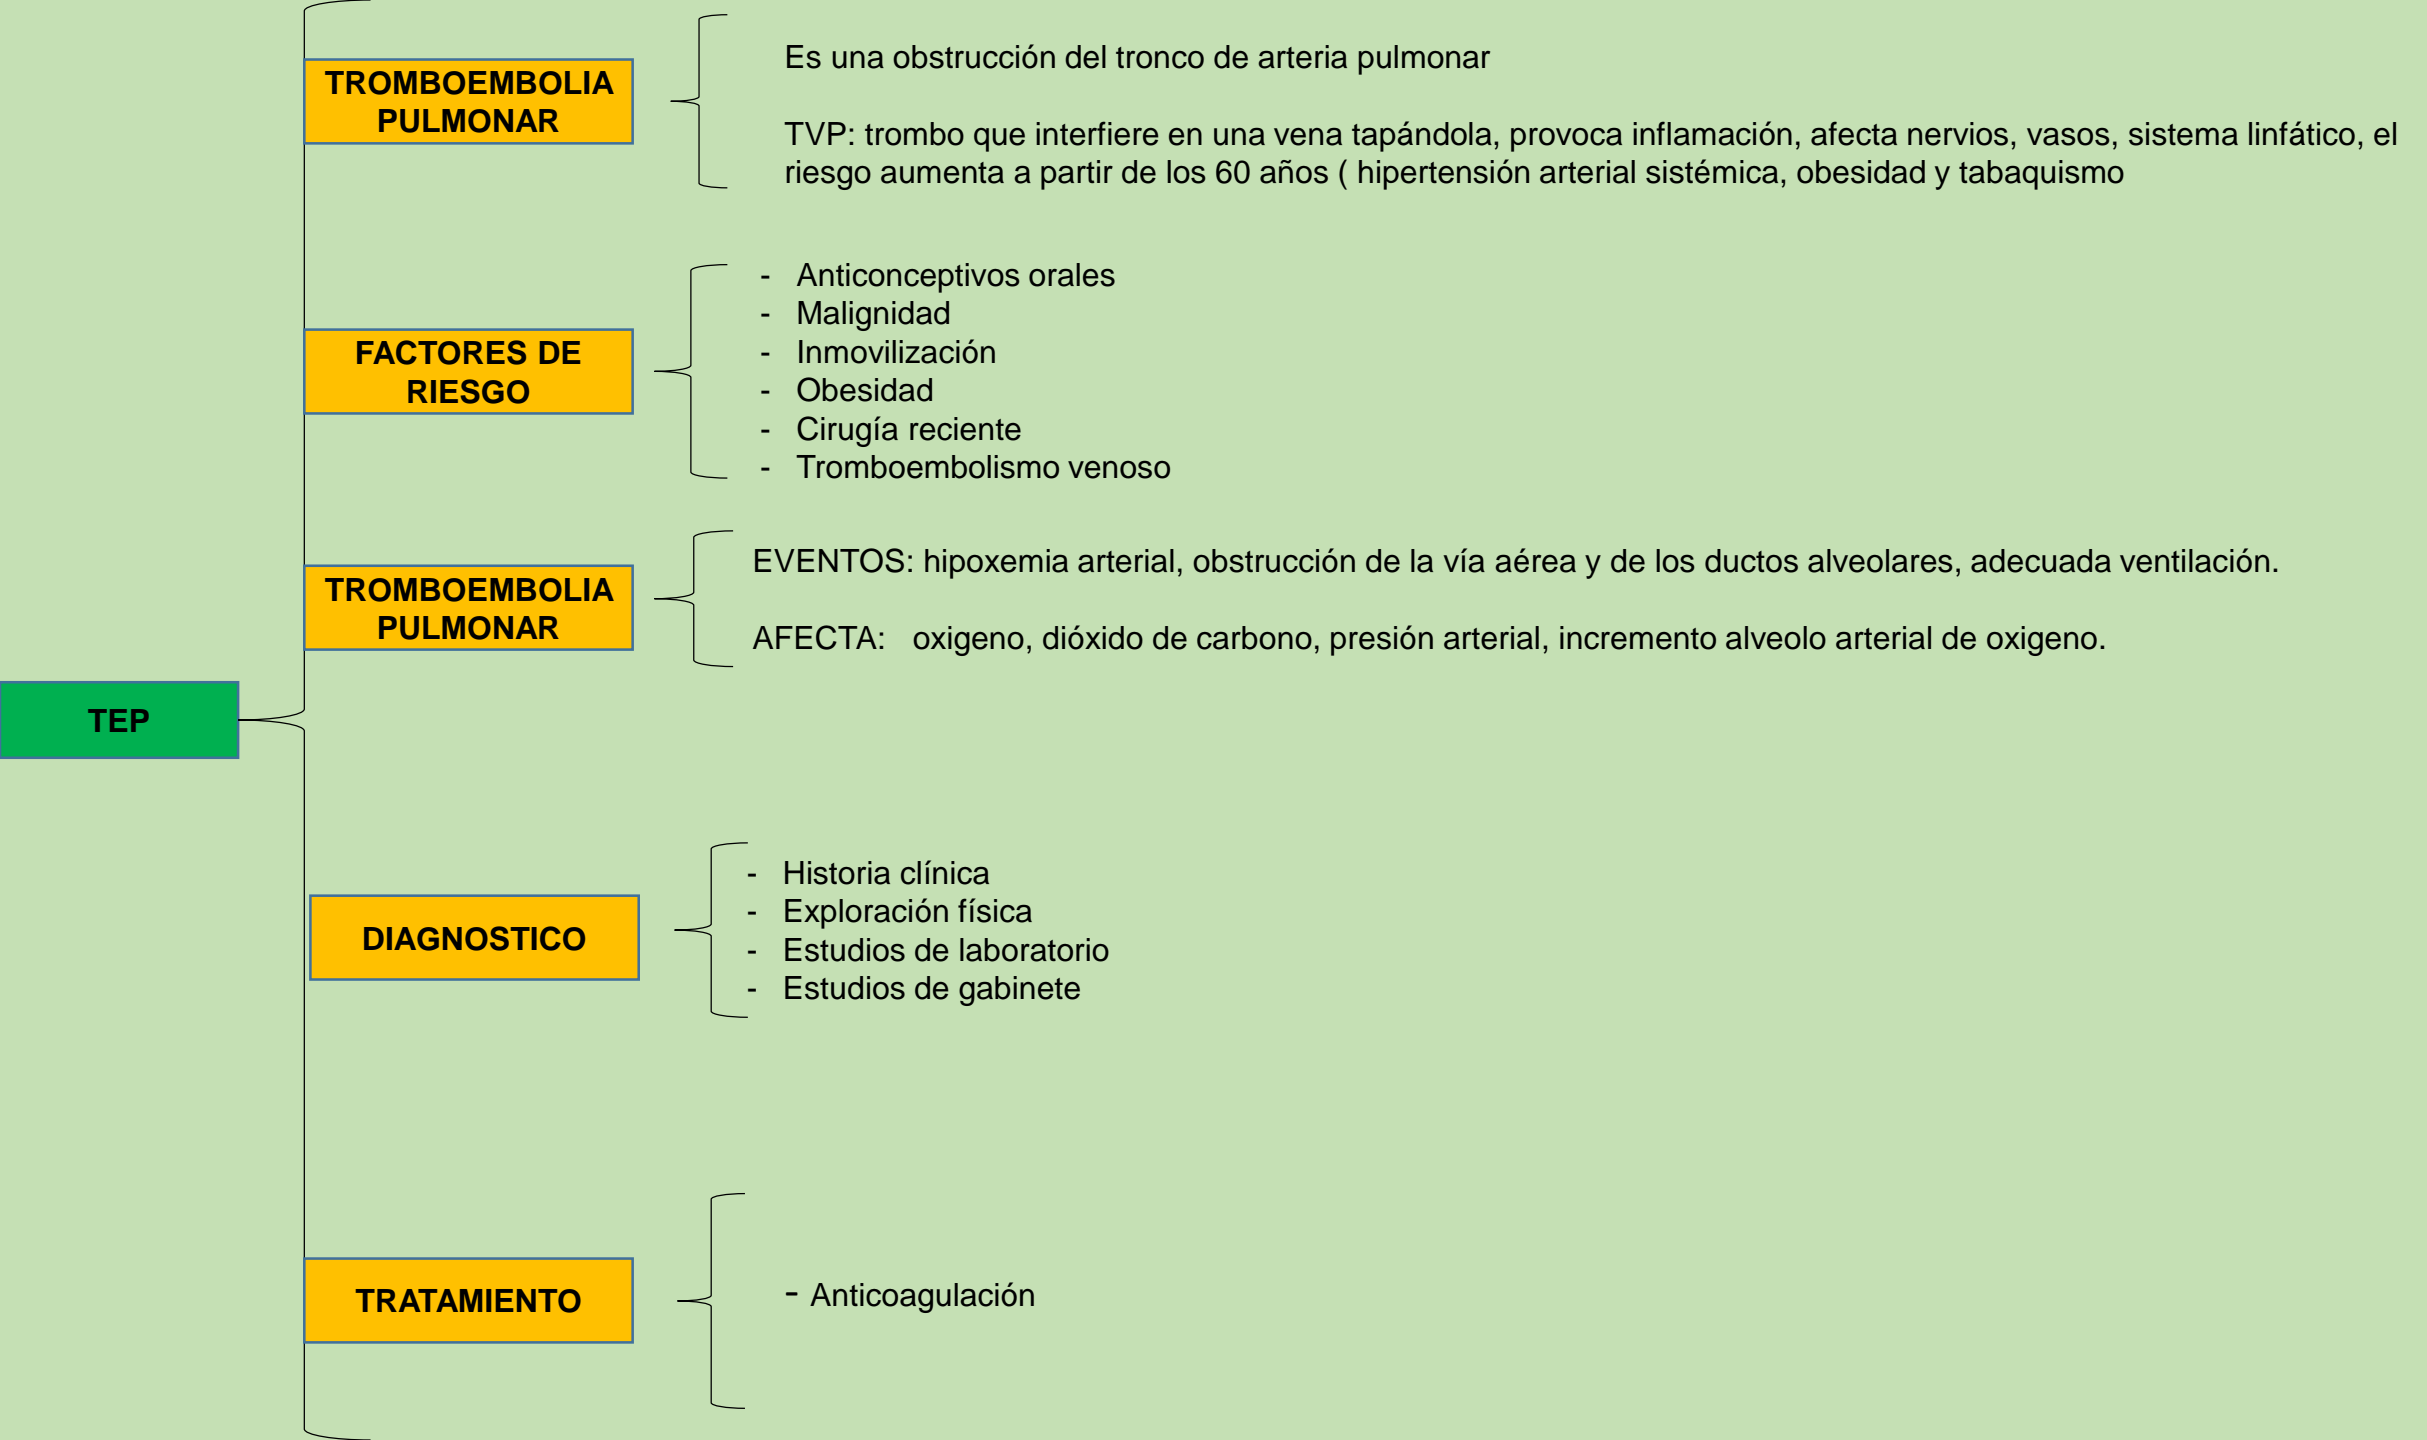 TROMBOEMBOLIA
PULMONAR
Es una obstrucción del tronco de arteria pulmonar
TVP: trombo que interfiere en una vena tapándola, provoca inflamación, afecta nervios, vasos, sistema linfático, el
riesgo aumenta a partir de los 60 años ( hipertensión arterial sistémica, obesidad y tabaquismo
FACTORES DE
RIESGO
- Anticonceptivos orales
- Malignidad
- Inmovilización
- Obesidad
- Cirugía reciente
- Tromboembolismo venoso
TROMBOEMBOLIA
PULMONAR
EVENTOS: hipoxemia arterial, obstrucción de la vía aérea y de los ductos alveolares, adecuada ventilación.
AFECTA: oxigeno, dióxido de carbono, presión arterial, incremento alveolo arterial de oxigeno.
TEP
DIAGNOSTICO
- Historia clínica
- Exploración física
- Estudios de laboratorio
- Estudios de gabinete
TRATAMIENTO
- Anticoagulación